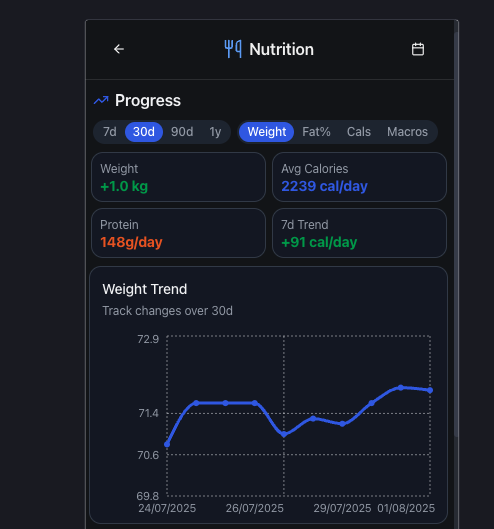 Nutrition
Progress
7d 30d 90d 1y Weight Fat% Cals Macros
Weight
+1.0 kg
Avg Calories
2239 cal/day
Protein
148g/day
7d Trend
+91 cal/day
Weight Trend
Track changes over 30d
72.9
71.4
70.6
69.8
24/07/2025 26/07/2025 29/07/2025 01/08/2025